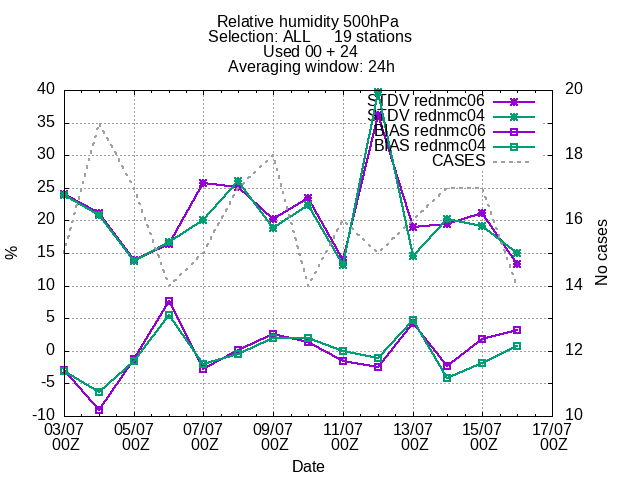 Relative humidity 500hPa
Selection: ALL 19 stations
Used 00 + 24
Averaging window: 24h
40 20
STDV rednmc06
STDV rednmc04
35
BIAS rednmc06
BIAS rednmc04
30 18
CASES
25
20 16
%
No cases
15
10 14
5
0 12
-5
-10 10
03/07 05/07 07/07 09/07 11/07 13/07 15/07 17/07
00Z 00Z 00Z 00Z 00Z 00Z 00Z 00Z
Date